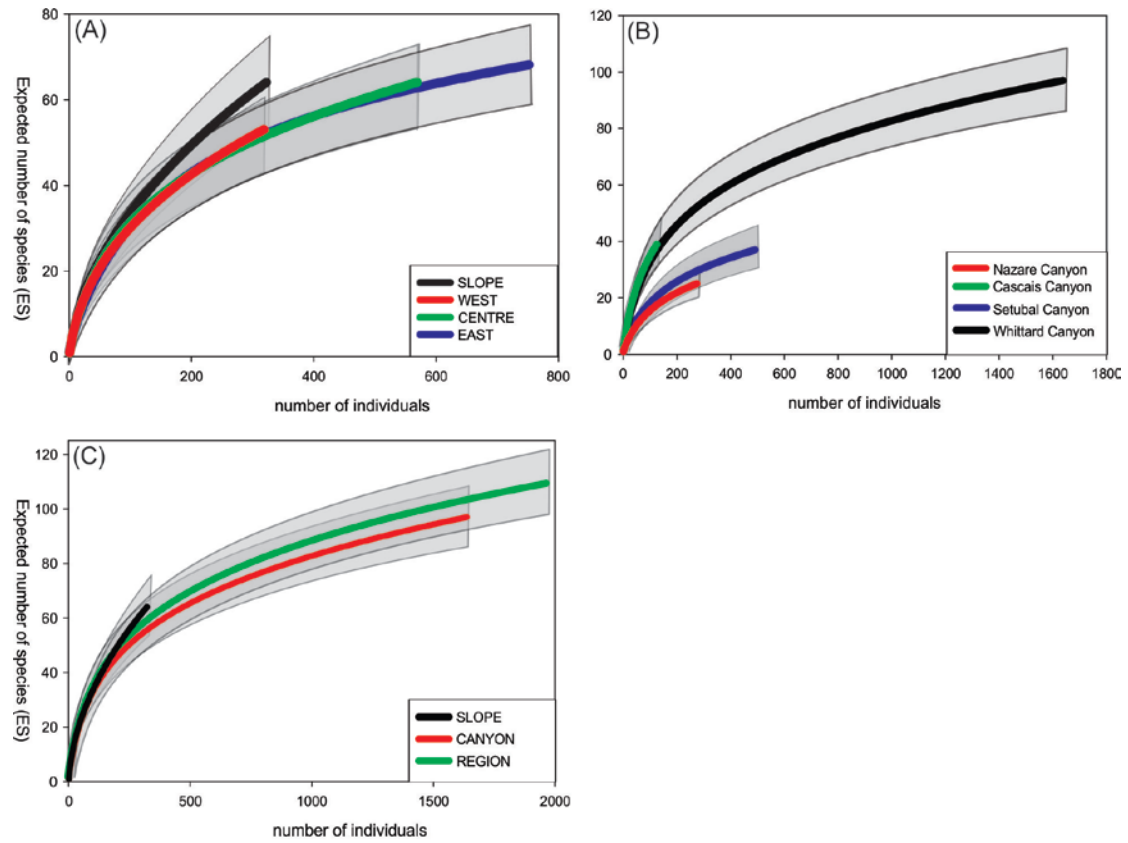 (A)
Expected number of species (ES)
80
60
40
20
0
SLOPE
WEST
CENTRE
EAST
0 200 400 600 800
number of individuals
(B)
120
100
80
60
40
20
0
Nazare Canyon
Cascais Canyon
Setubal Canyon
Whittard Canyon
0 200 400 600 800 1000 1200 1400 1600 1800
number of individuals
(C)
Expected number of species (ES)
120
100
80
60
40
20
0
SLOPE
CANYON
REGION
0 500 1000 1500 2000
number of individuals